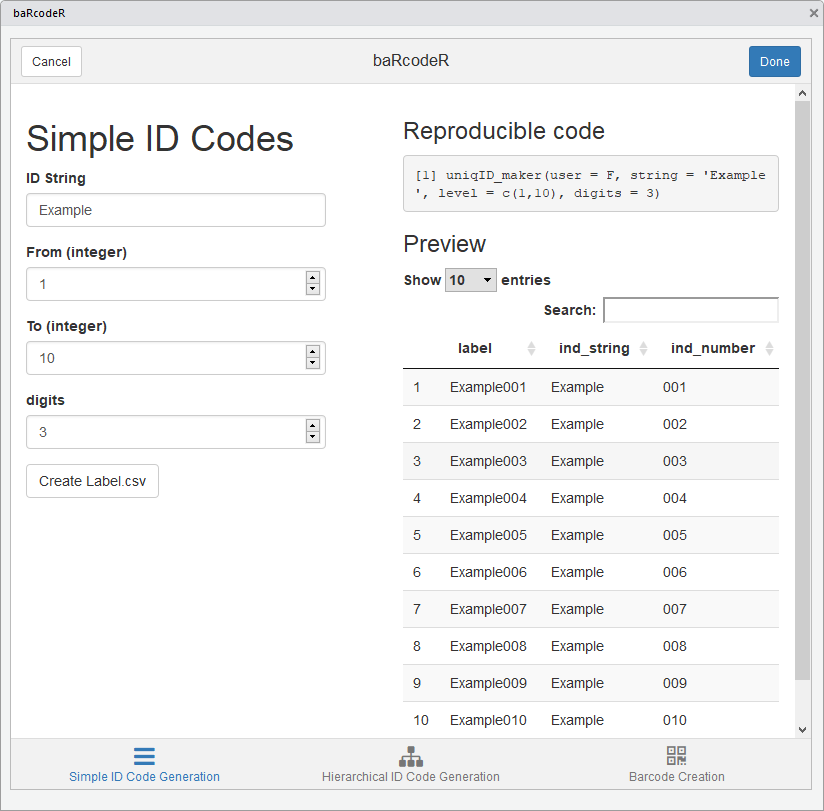 baRcodeR
Cancel
baRcodeR
Done
Simple ID Codes
ID String
Example
From (integer)
1
To (integer)
10
digits
3
Create Label.csv
Reproducible code
[1] uniqID_maker(user = F, string = 'Example
', level = c(1,10), digits = 3)
Preview
Show 10 entries
Search:
label ind_string ind_number
1 Example001 Example 001
2 Example002 Example 002
3 Example003 Example 003
4 Example004 Example 004
5 Example005 Example 005
6 Example006 Example 006
7 Example007 Example 007
8 Example008 Example 008
9 Example009 Example 009
10 Example010 Example 010
Simple ID Code Generation
Hierarchical ID Code Generation
Barcode Creation